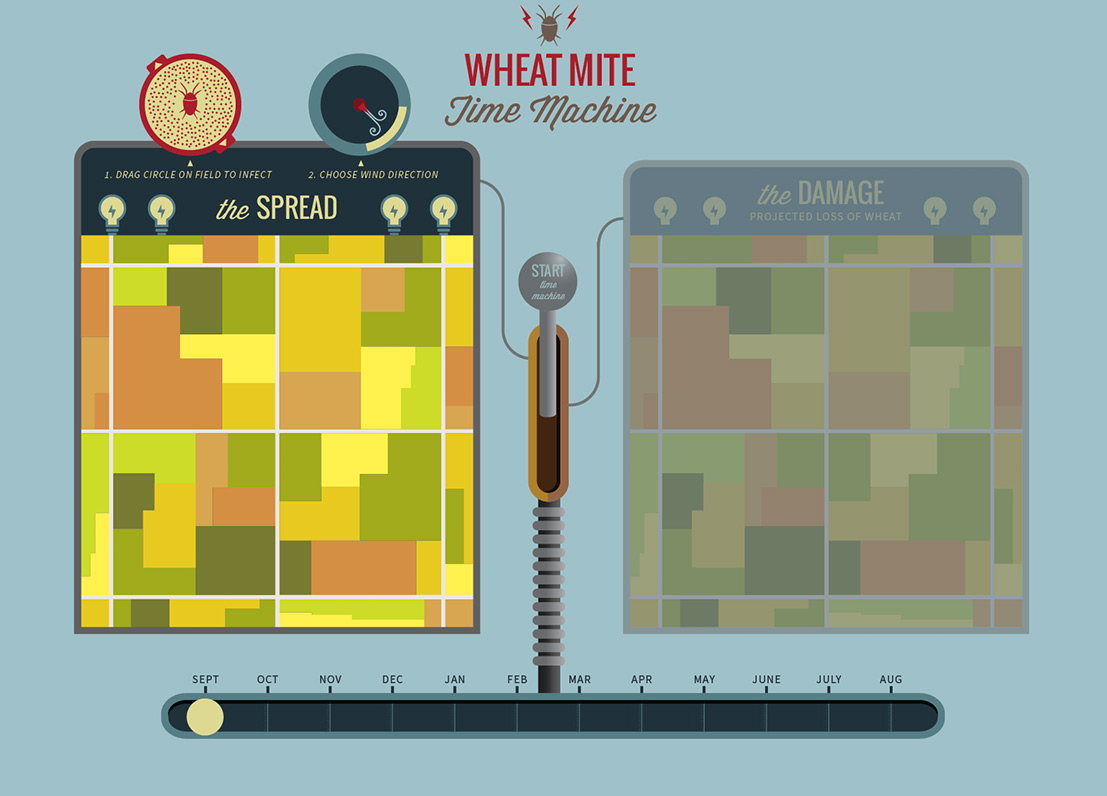 WHEAT MITE
Time Machine
1. DRAG CIRCLE ON FIELD TO INFECT
2. CHOOSE WIND DIRECTION
the SPREAD
the DAMAGE
PROJECTED LOSS OF WHEAT
START
time
machine
SEPT OCT NOV DEC JAN FEB MAR APR MAY JUNE JULY AUG